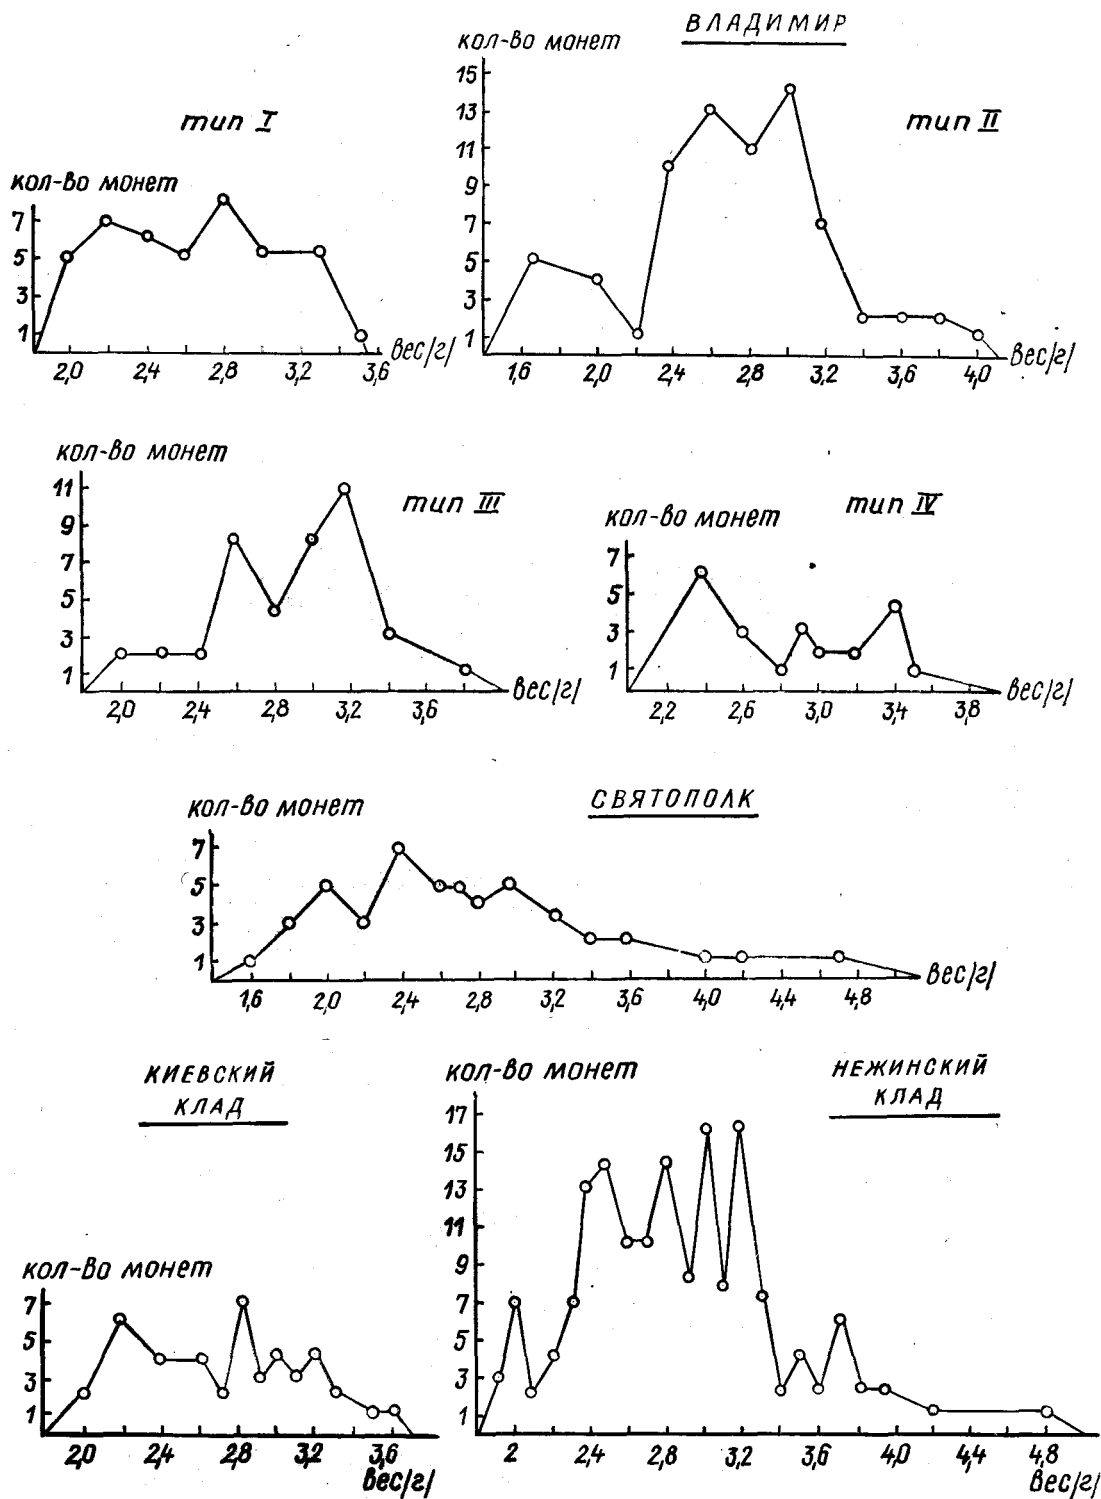 ВЛАДИМИР
тип I
кол-во монет
7
5
3
1
2,0 2,4 2,8 3,2 3,6
вес/г/
кол-во монет
тип II
15
13
11
9
7
5
3
1
1,6 2,0 2,4 2,8 3,2 3,6 4,0
вес/г/
кол-во монет
тип III
11
9
7
5
3
1
2,0 2,4 2,8 3,2 3,6
вес/г/
кол-во монет
тип IV
7
5
3
1
2,2 2,6 3,0 3,4 3,8
вес/г/
СВЯТОПОЛК
кол-во монет
7
5
3
1
1,6 2,0 2,4 2,8 3,2 3,6 4,0 4,4 4,8
вес/г/
КИЕВСКИЙ
КЛАД
кол-во монет
7
5
3
1
2,0 2,4 2,8 3,2 3,6
вес/г/
НЕЖИНСКИЙ
КЛАД
кол-во монет
17
15
13
11
9
7
5
3
1
2 2,4 2,8 3,2 3,6 4,0 4,4 4,8
вес/г/